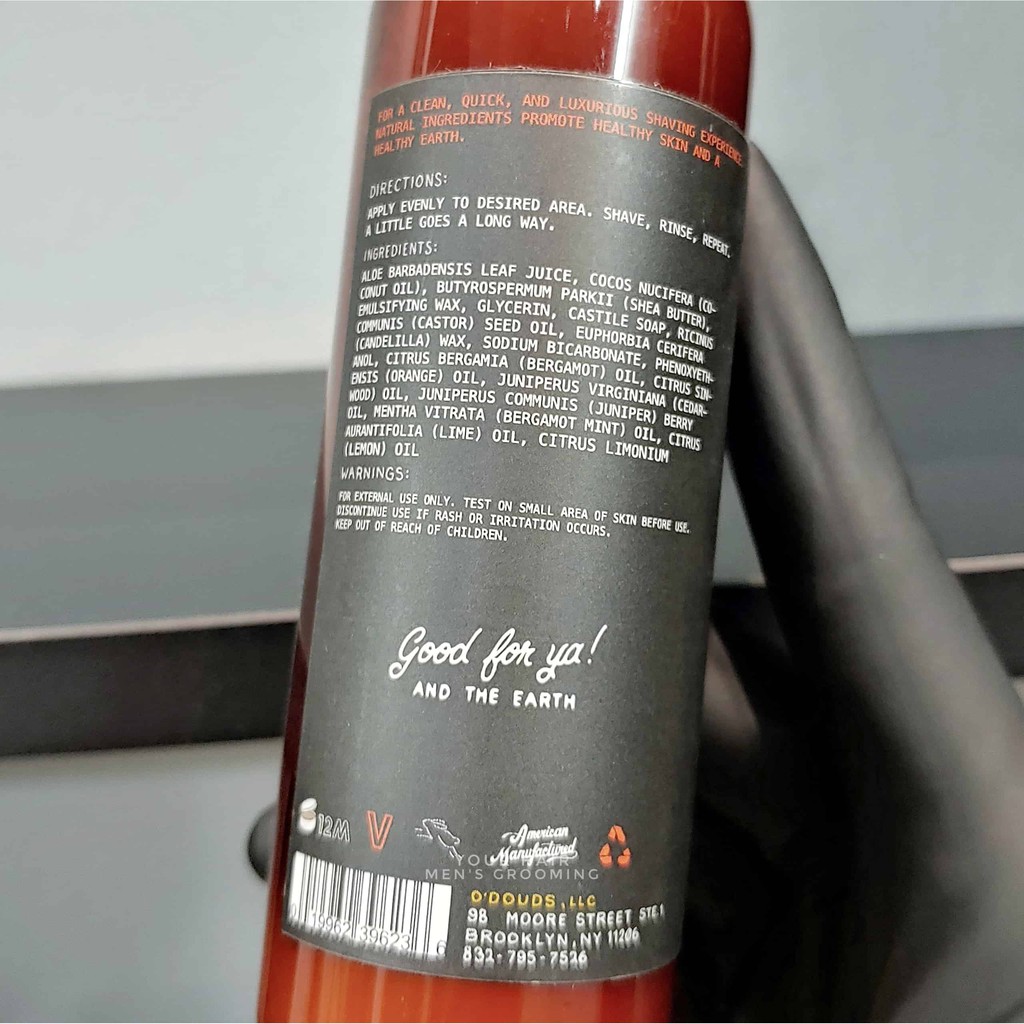 FOR A CLEAN, QUICK, AND LUXURIOUS SHAVING EXPERIENCE
NATURAL INGREDIENTS PROMOTE HEALTHY SKIN AND A
HEALTHY EARTH.
DIRECTIONS:
APPLY EVENLY TO DESIRED AREA. SHAVE, RINSE, REPEAT.
A LITTLE GOES A LONG WAY.
INGREDIENTS:
ALOE BARBADENSIS LEAF JUICE, COCOS NUCIFERA (CO-
CONUT OIL), BUTYROSPERMUM PARKII (SHEA BUTTER),
EMULSIFYING WAX, GLYCERIN, CASTILE SOAP, RICINUS
COMMUNIS (CASTOR) SEED OIL, EUPHORBIA CERIFERA
(CANDELILLA) WAX, SODIUM BICARBONATE, PHENOXYETH-
ANOL, CITRUS BERGAMIA (BERGAMOT) OIL, CITRUS SIN-
ENSIS (ORANGE) OIL, JUNIPERUS VIRGINIANA (CEDAR-
WOOD) OIL, JUNIPERUS COMMUNIS (JUNIPER) BERRY
OIL, MENTHA VITRATA (BERGAMOT MINT) OIL, CITRUS
AURANTIFOLIA (LIME) OIL, CITRUS LIMONIUM
(LEMON) OIL
WARNINGS:
FOR EXTERNAL USE ONLY. TEST ON SMALL AREA OF SKIN BEFORE USE.
DISCONTINUE USE IF RASH OR IRRITATION OCCURS.
KEEP OUT OF REACH OF CHILDREN.
Good for ya!
AND THE EARTH
12M
V
American
Manufactured
YOUR HAIR
MEN'S GROOMING
O'DOUDS, LLC
98 MOORE STREET STE 1
BROOKLYN, NY 11206
832-795-7526
19962 39623 6